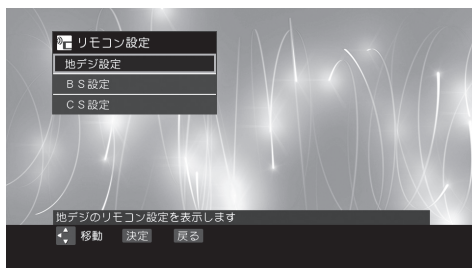 リモコン設定
地デジ設定
ＢＳ設定
ＣＳ設定
地デジのリモコン設定を表示します
移動 決定 戻る